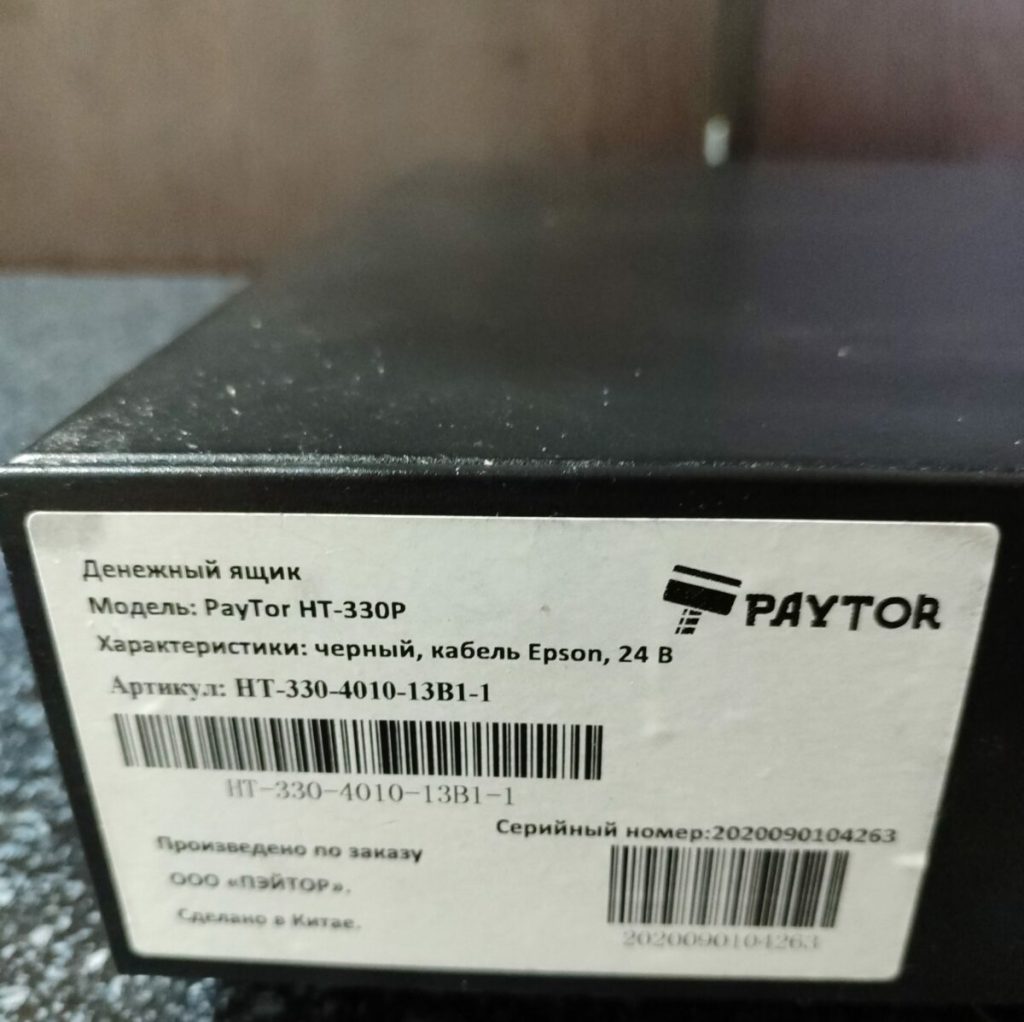 Денежный ящик
Модель: PayTor HT-330P
PAYTOR
Характеристики: черный, кабель Epson, 24 В
Артикул: HT-330-4010-13B1-1
HT-330-4010-13B1-1
Серийный номер:2020090104263
Произведено по заказу
ООО «ПЭЙТОР».
Сделано в Китае.
2020090104263